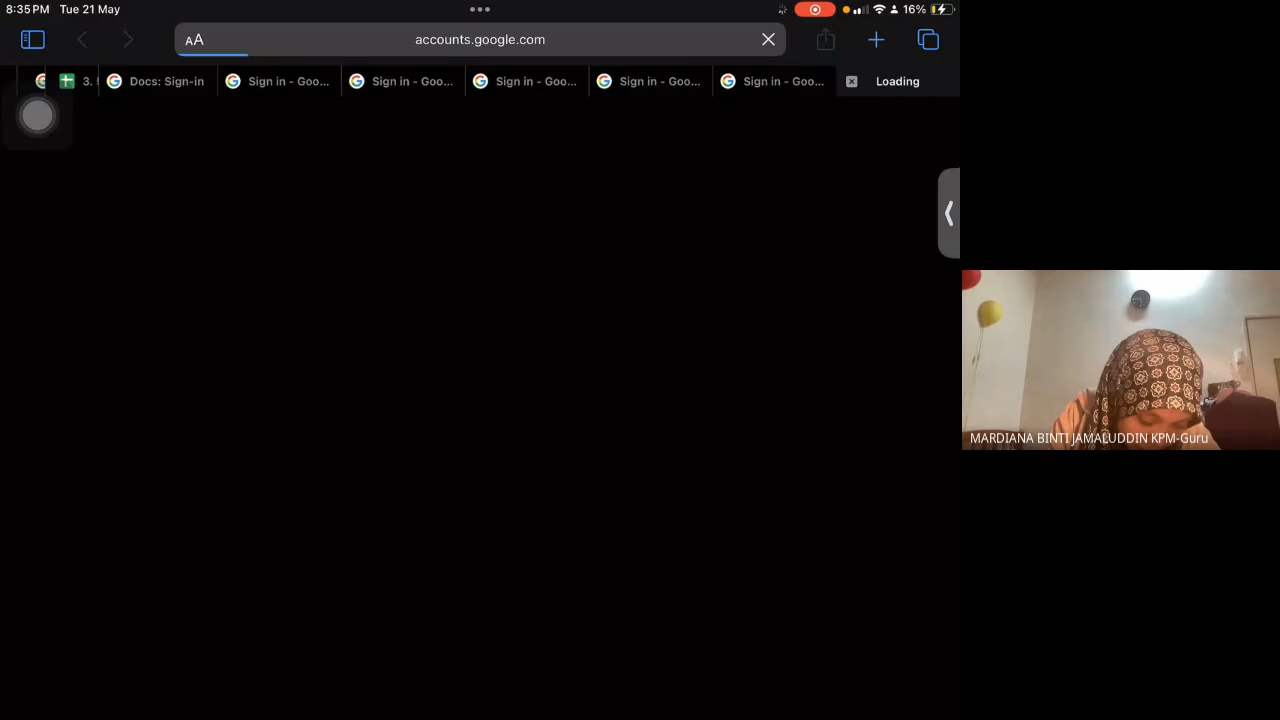 8:35 PM Tue 21 May 16%
AA accounts.google.com
3. Docs: Sign-in Sign in - Goo... Sign in - Goo... Sign in - Goo... Sign in - Goo... Sign in - Goo... Loading
MARDIANA BINTI JAMALUDDIN KPM-Guru